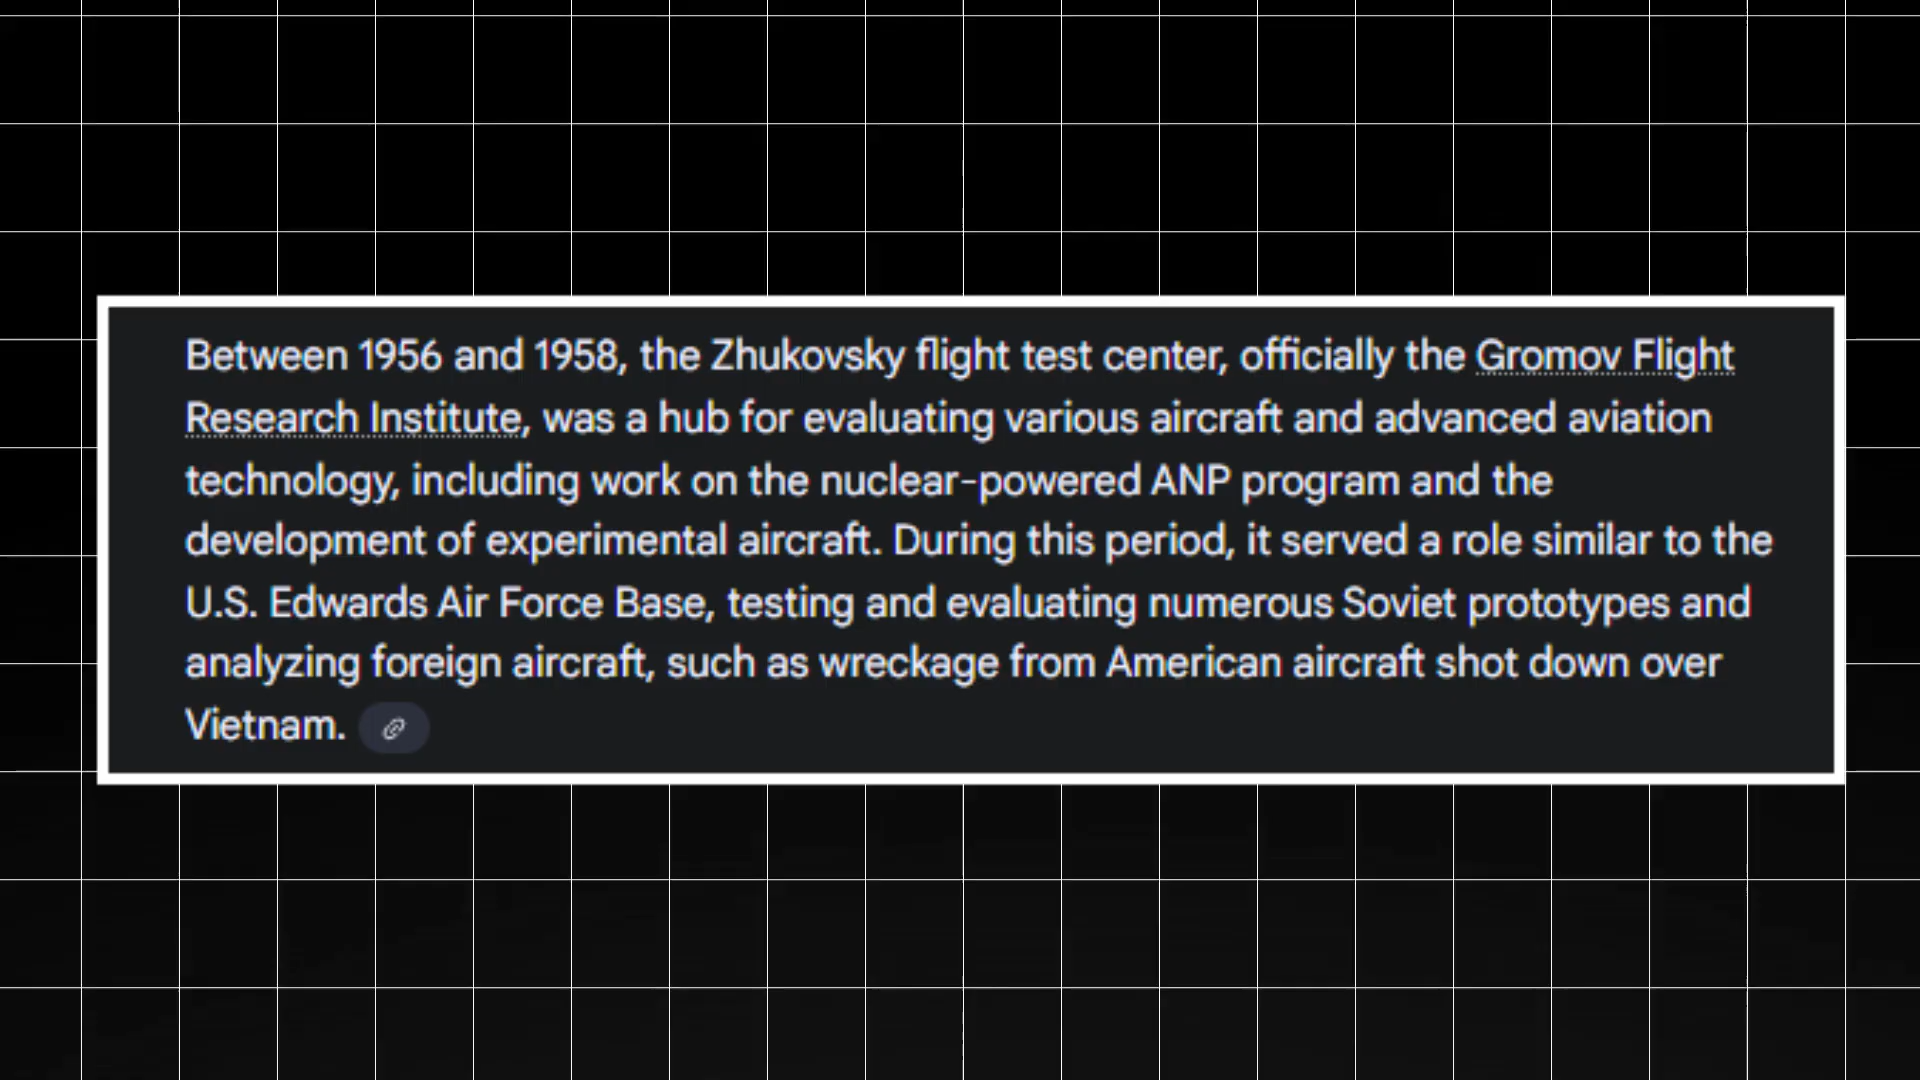 Between 1956 and 1958, the Zhukovsky flight test center, officially the Gromov Flight
Research Institute, was a hub for evaluating various aircraft and advanced aviation
technology, including work on the nuclear-powered ANP program and the
development of experimental aircraft. During this period, it served a role similar to the
U.S. Edwards Air Force Base, testing and evaluating numerous Soviet prototypes and
analyzing foreign aircraft, such as wreckage from American aircraft shot down over
Vietnam.